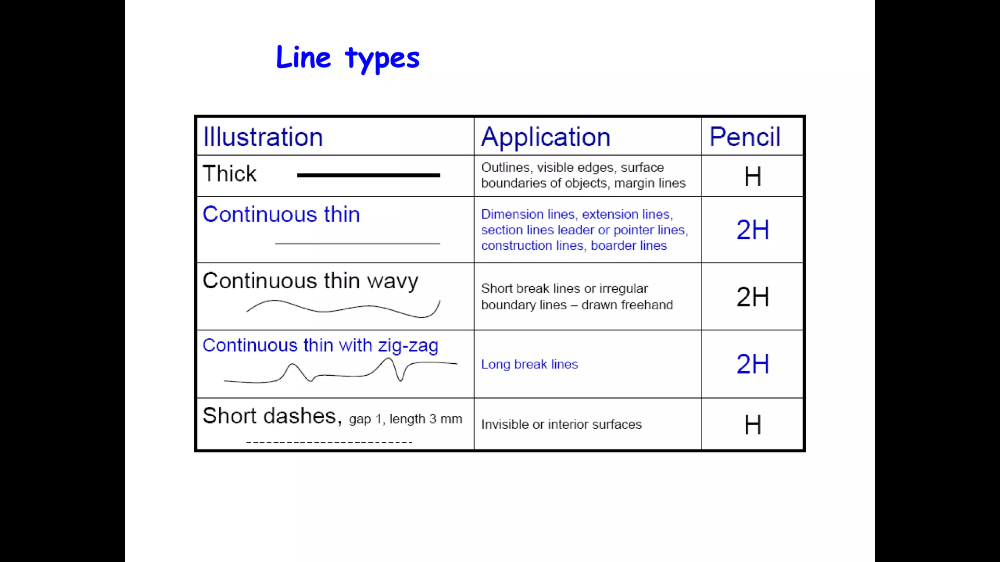 Line types
Illustration
Application
Pencil
Thick
Outlines, visible edges, surface
boundaries of objects, margin lines
H
Continuous thin
Dimension lines, extension lines,
section lines leader or pointer lines,
construction lines, boarder lines
2H
Continuous thin wavy
Short break lines or irregular
boundary lines – drawn freehand
2H
Continuous thin with zig-zag
Long break lines
2H
Short dashes, gap 1, length 3 mm
Invisible or interior surfaces
H